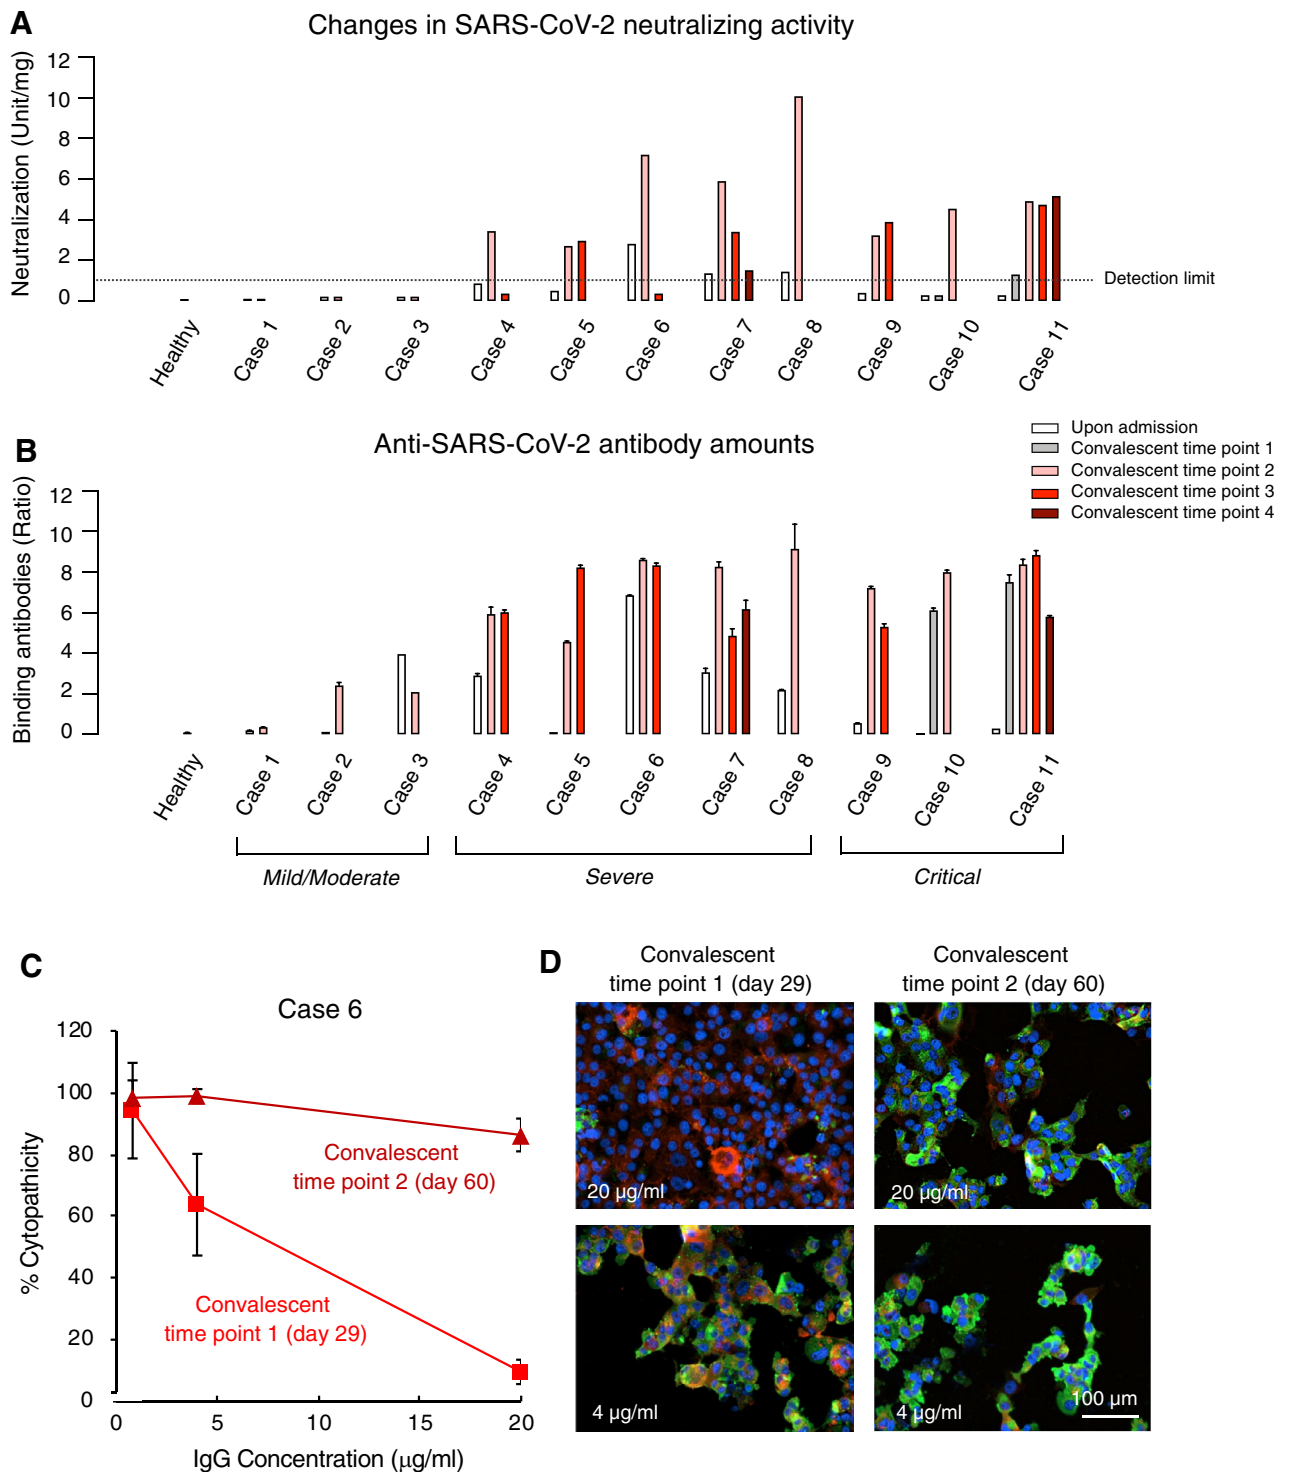 A
Changes in SARS-CoV-2 neutralizing activity
Neutralization (Unit/mg)
12
10
8
6
4
2
0
Detection limit
Healthy
Case 1
Case 2
Case 3
Case 4
Case 5
Case 6
Case 7
Case 8
Case 9
Case 10
Case 11
B
Anti-SARS-CoV-2 antibody amounts
Upon admission
Convalescent time point 1
Convalescent time point 2
Convalescent time point 3
Convalescent time point 4
Binding antibodies (Ratio)
12
10
8
6
4
2
0
Healthy
Case 1
Case 2
Case 3
Case 4
Case 5
Case 6
Case 7
Case 8
Case 9
Case 10
Case 11
Mild/Moderate
Severe
Critical
C
Case 6
% Cytopathicity
120
100
80
60
40
20
0
Convalescent
time point 2 (day 60)
Convalescent
time point 1 (day 29)
0
5
10
15
20
IgG Concentration (μg/ml)
D
Convalescent
time point 1 (day 29)
Convalescent
time point 2 (day 60)
20 μg/ml
20 μg/ml
4 μg/ml
4 μg/ml
100 μm